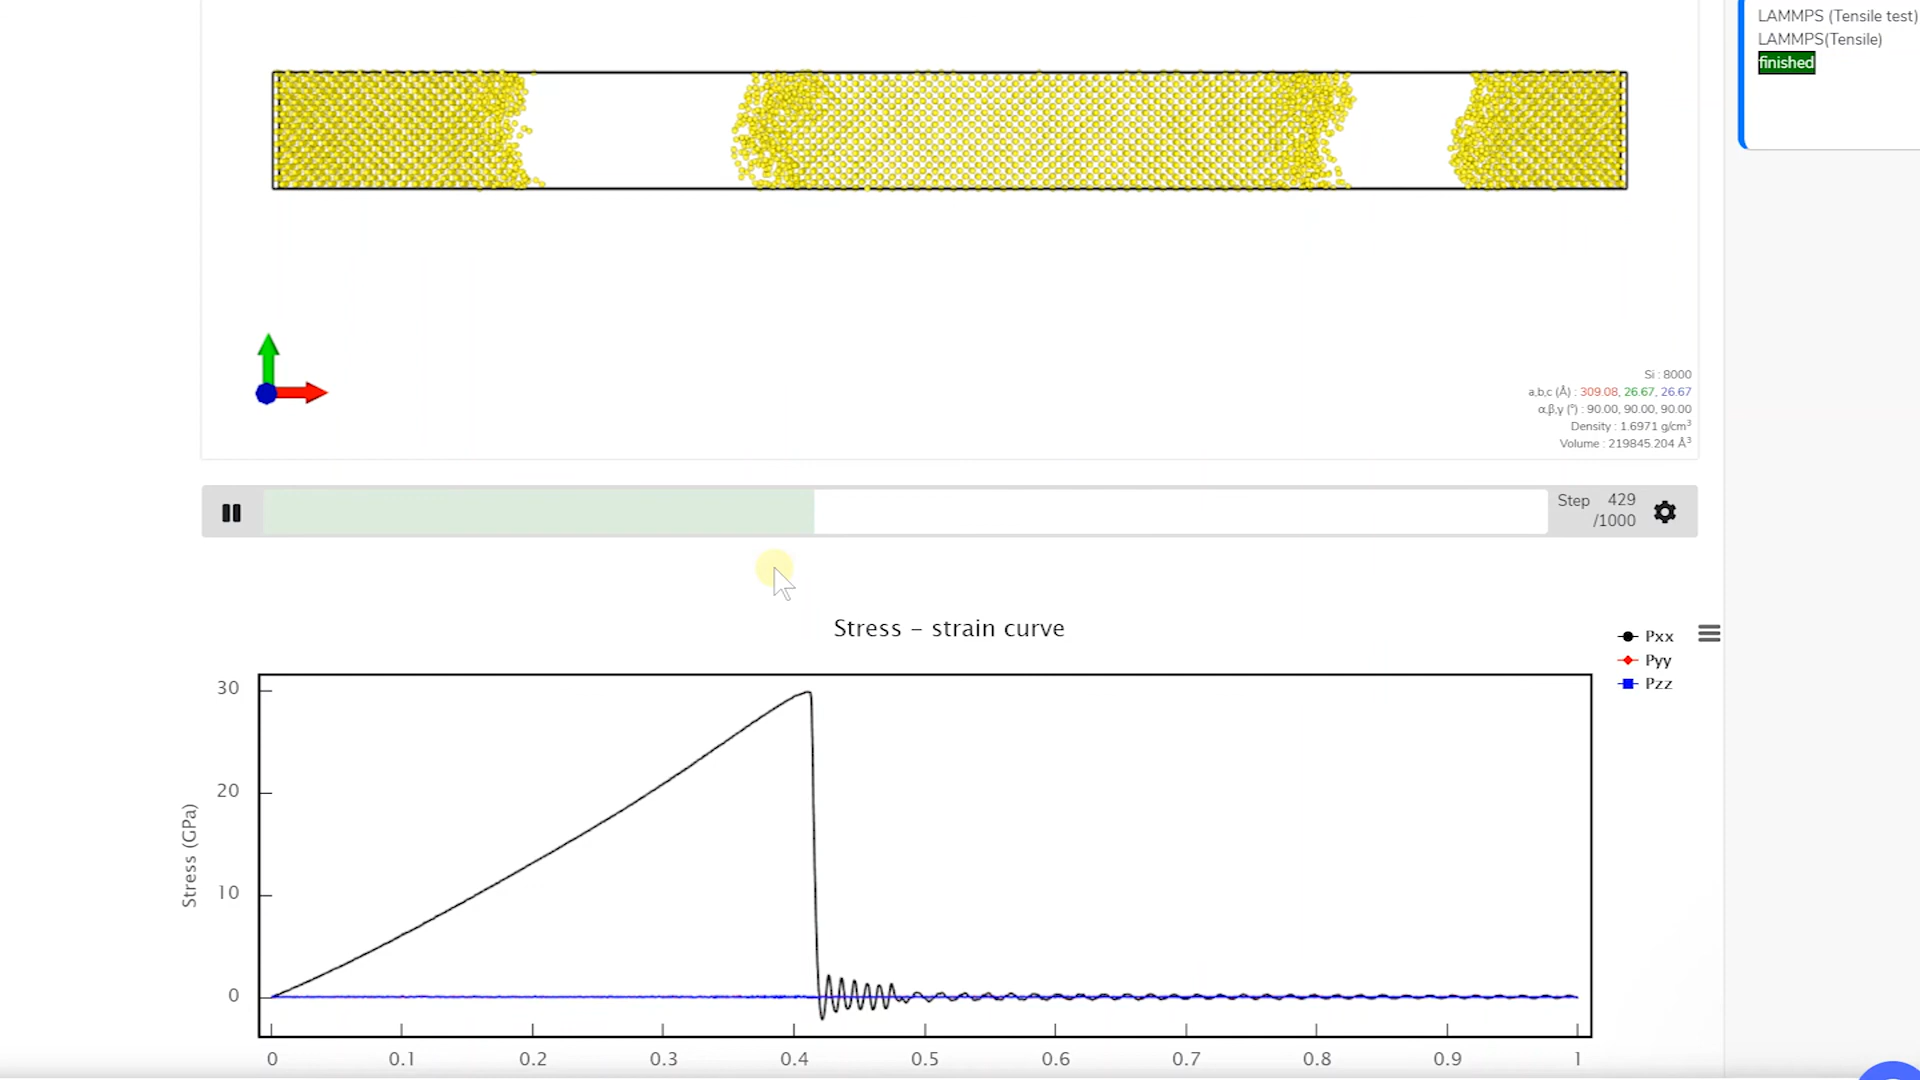 LAMMPS (Tensile test)
LAMMPS(Tensile)
finished
Si : 8000
a,b,c (Å) : 309.08, 26.67, 26.67
α,β,γ (°) : 90.00, 90.00, 90.00
Density : 1.6971 g/cm³
Volume : 219845.204 Å³
Step 429
/1000
Stress – strain curve
Pxx
Pyy
Pzz
30
20
10
0
Stress (GPa)
0 0.1 0.2 0.3 0.4 0.5 0.6 0.7 0.8 0.9 1